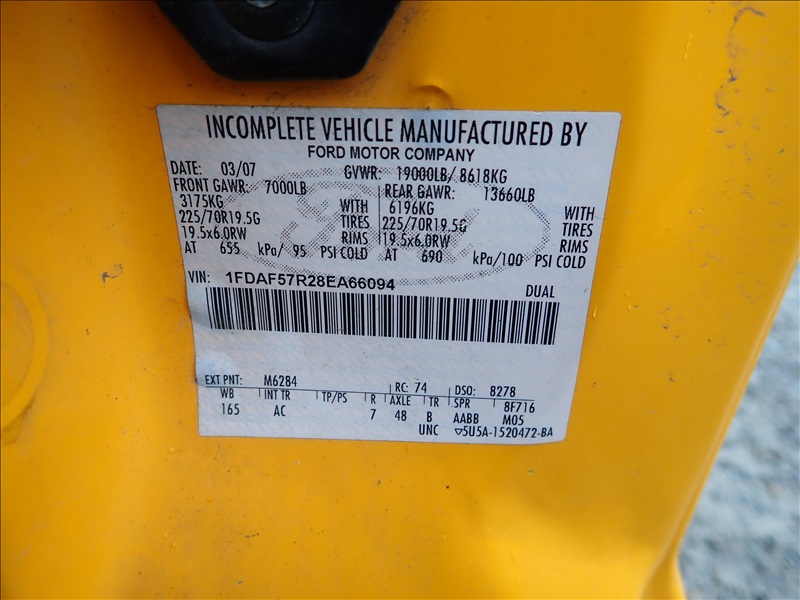 INCOMPLETE VEHICLE MANUFACTURED BY
FORD MOTOR COMPANY
DATE: 03/07 GVWR: 19000LB/ 8618KG
FRONT GAWR: 7000LB REAR GAWR: 13660LB
3175KG WITH 6196KG WITH
225/70R19.5G TIRES 225/70R19.5G TIRES
19.5x6.0RW RIMS 19.5x6.0RW RIMS
AT 655 kPa/ 95 PSI COLD AT 690 kPa/100 PSI COLD
VIN: 1FDAF57R28EA66094 DUAL
EXT PNT: M6284 RC: 74 DSO: 8278
WB INT TR TP/PS R AXLE TR SPR 8F716
165 AC 7 48 B AABB M05
UNC 5U5A-1520472-BA